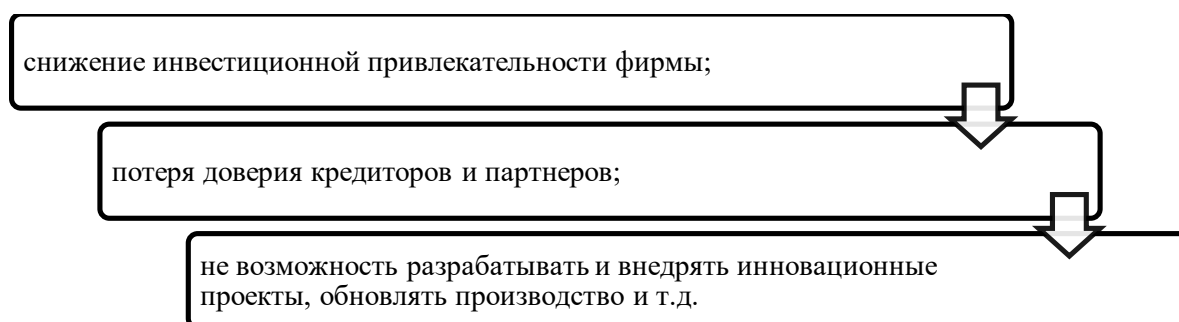 снижение инвестиционной привлекательности фирмы;
потеря доверия кредиторов и партнеров;
не возможность разрабатывать и внедрять инновационные
проекты, обновлять производство и т.д.